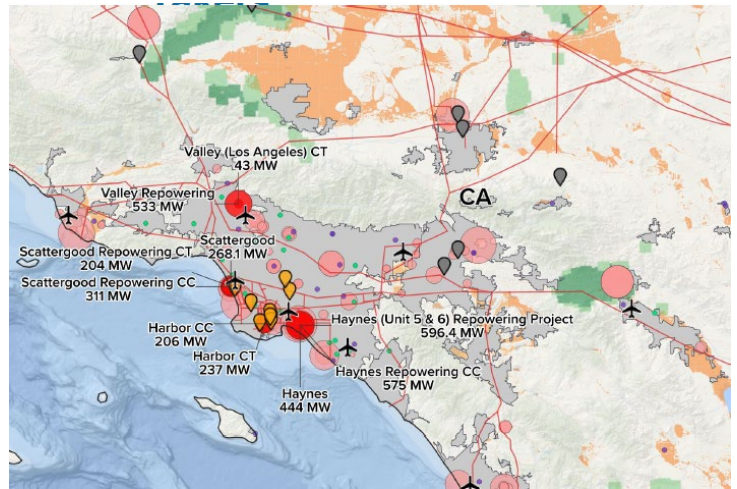 Valley (Los Angeles) CT
43 MW
CA
Valley Repowering
533 MW
Scattergood
268.1 MW
Scattergood Repowering CT
204 MW
Scattergood Repowering CC
311 MW
Harbor CC
206 MW
Haynes (Unit 5 & 6) Repowering Project
596.4 MW
Harbor CT
237 MW
Haynes Repowering CC
575 MW
Haynes
444 MW